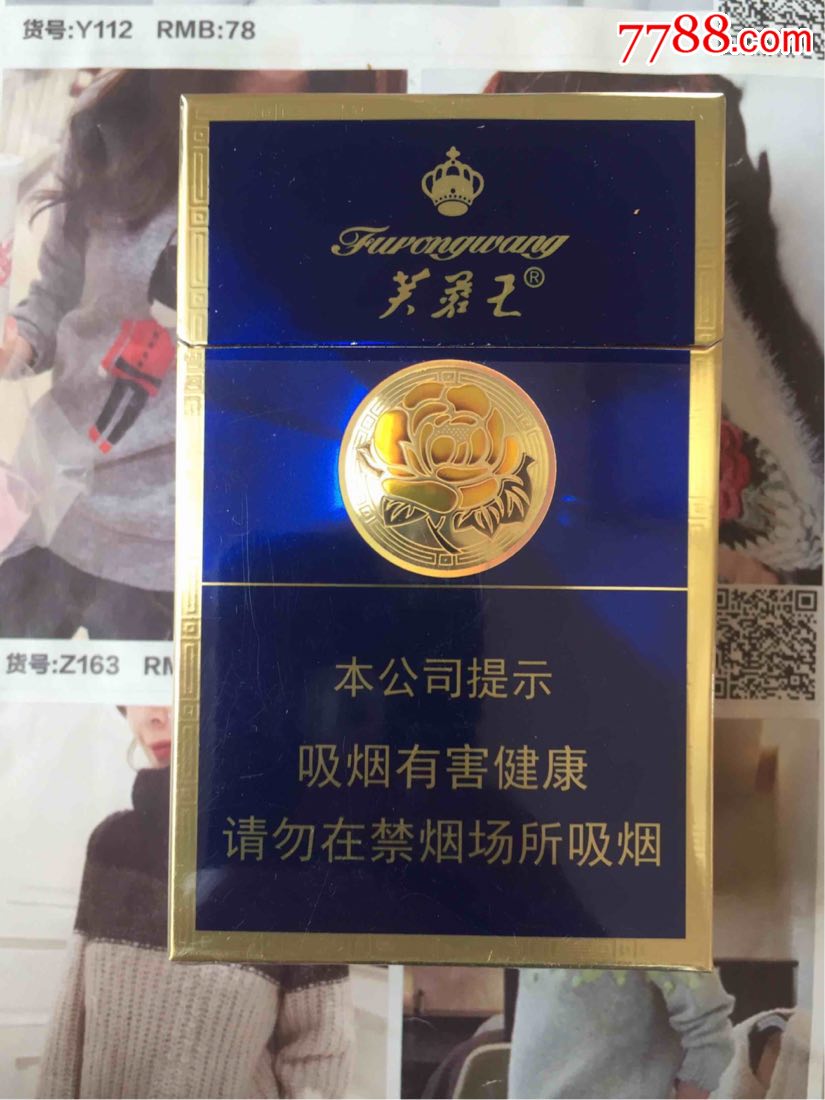 货号:Y112 RMB:78
7788.com
Furongwang
芙蓉王®
本公司提示
货号:Z163 RM
吸烟有害健康
请勿在禁烟场所吸烟